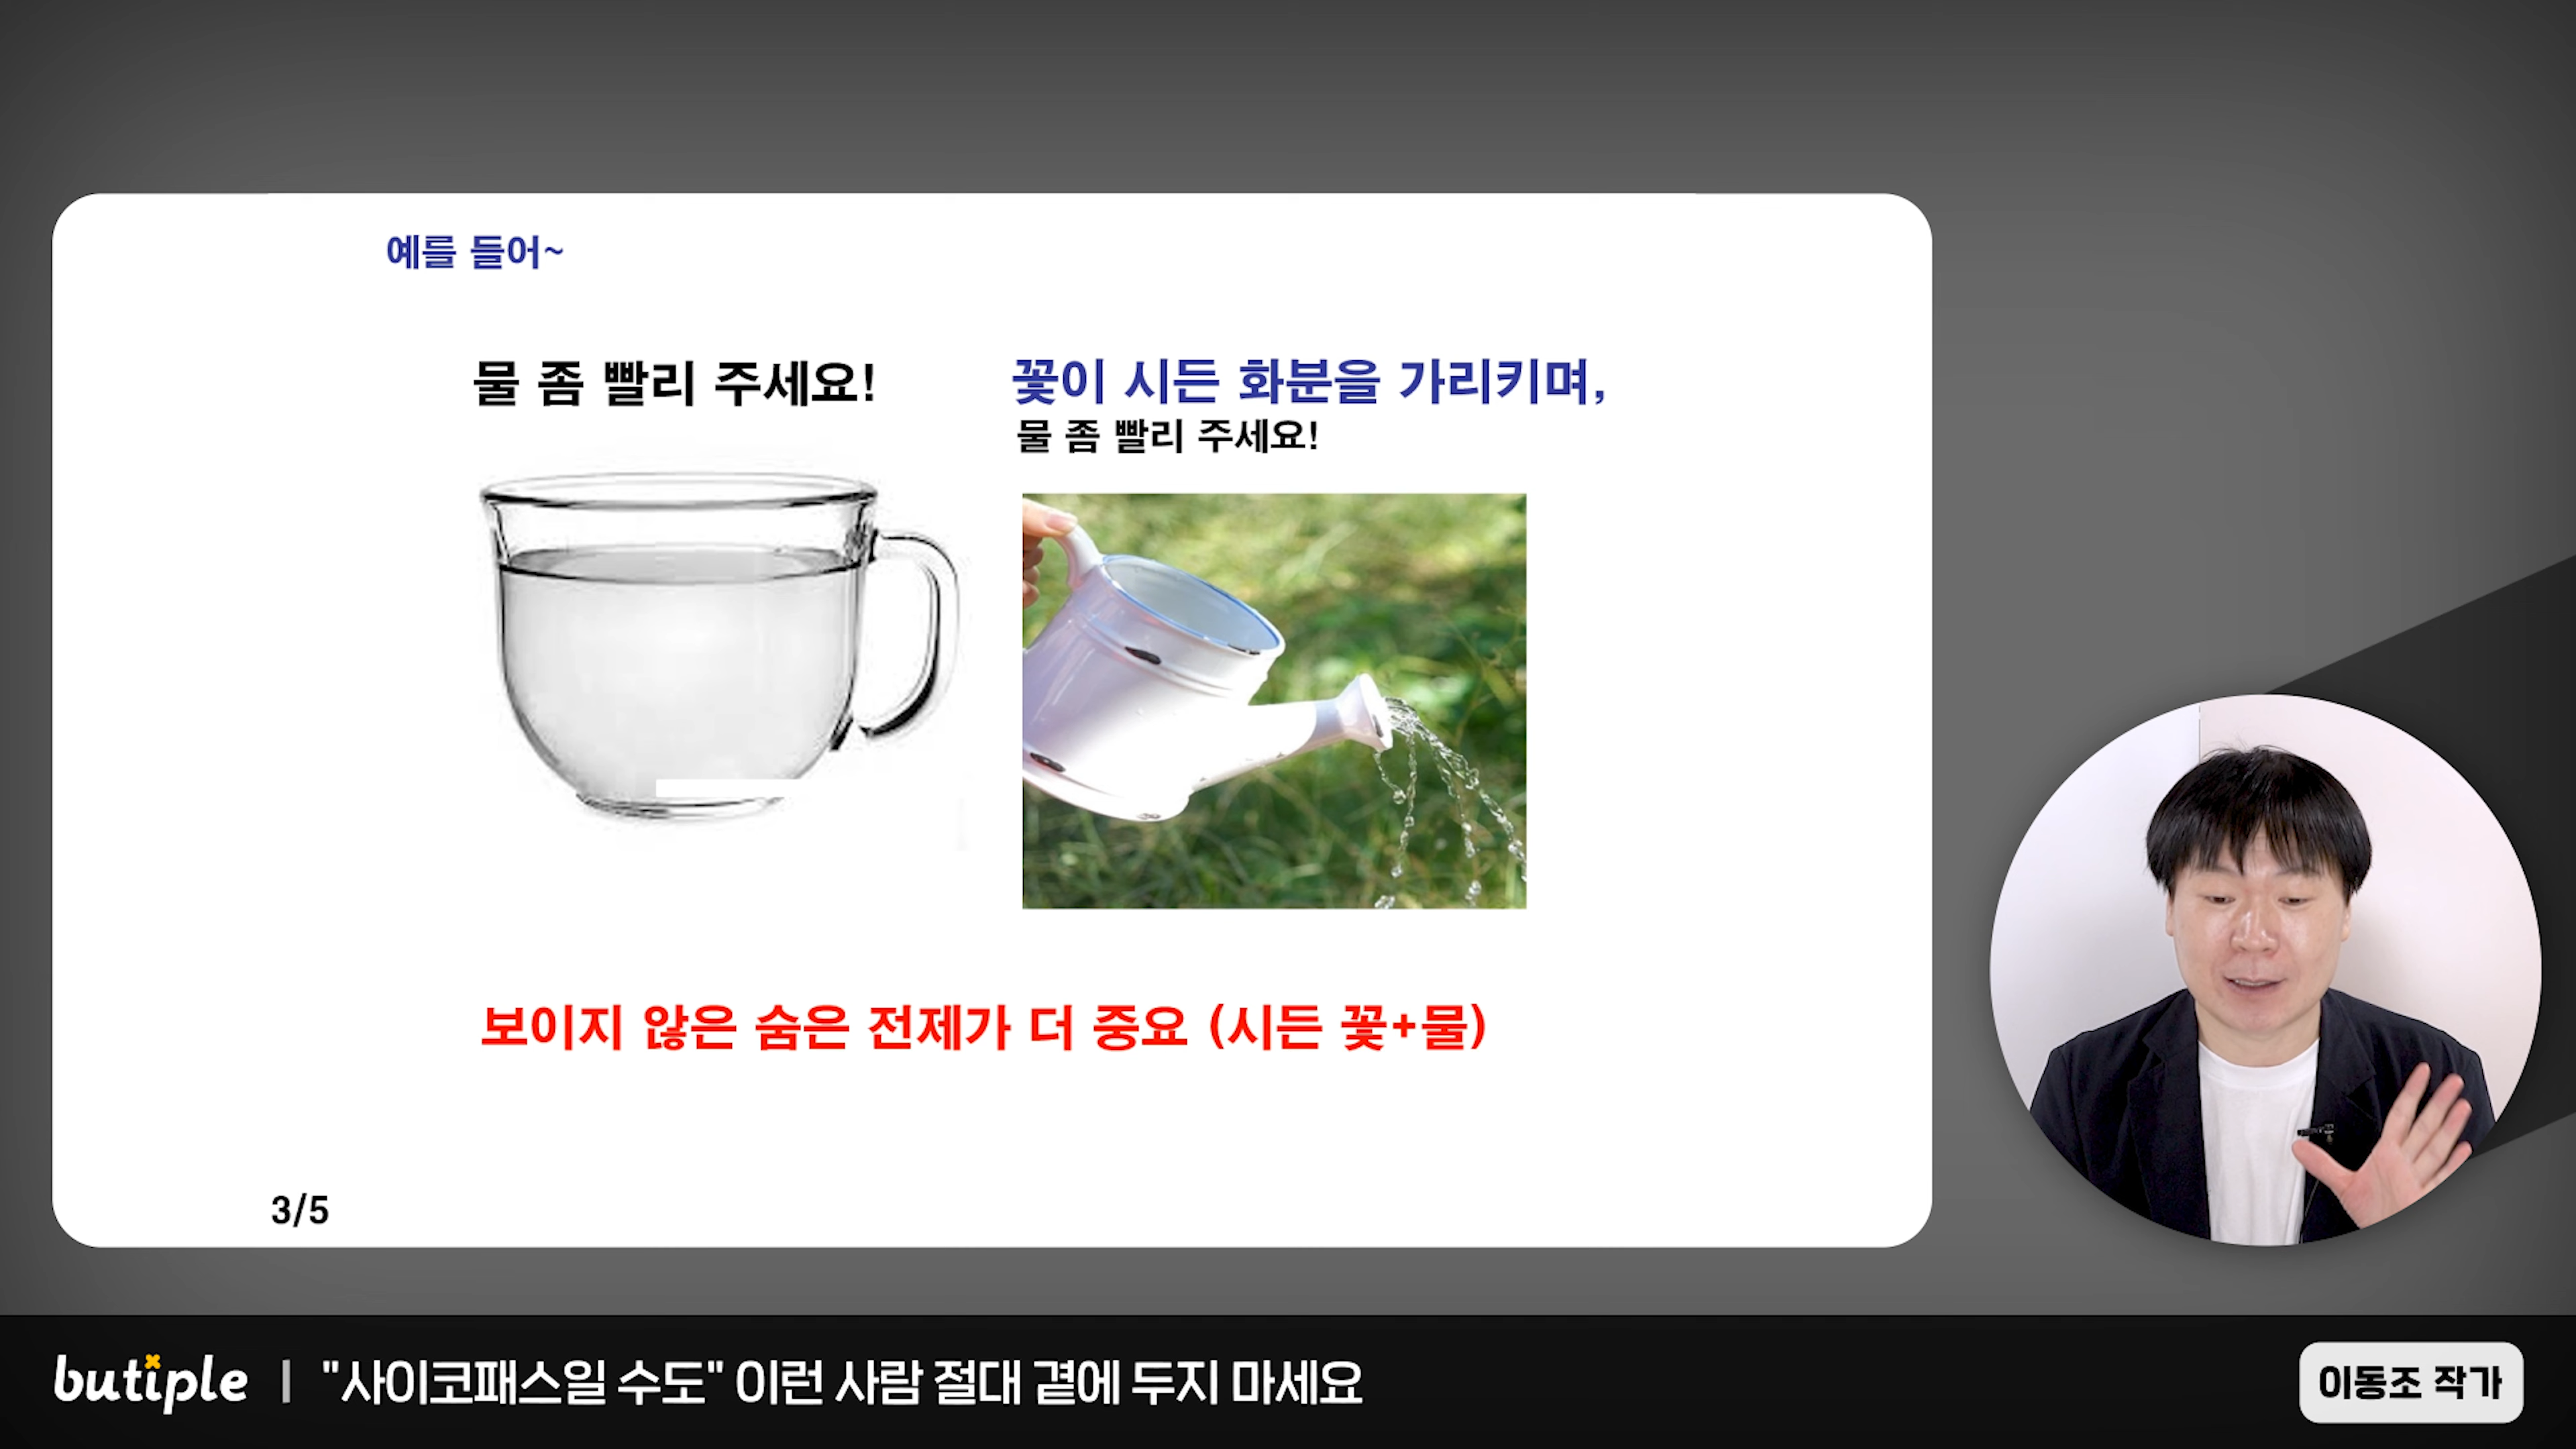 예를 들어~
물 좀 빨리 주세요!
꽃이 시든 화분을 가리키며,
물 좀 빨리 주세요!
보이지 않은 숨은 전제가 더 중요 (시든 꽃+물)
3/5
butiple | "사이코패스일 수도" 이런 사람 절대 곁에 두지 마세요
이동조 작가